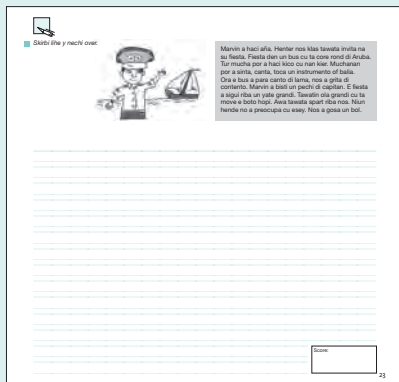 Skirbi lihe y nechi over.
Marvin a haci aña. Henter nos klas tawata invita na
su fiesta. Fiesta den un bus cu ta core rond di Aruba.
Tur mucha por a haci kico cu nan kier. Muchanan
por a sinta, canta, toca un instrumento of balia.
Ora e bus a para canto di lama, nos a grita di
contento. Marvin a bisti un pechi di capitan. E fiesta
a sigui riba un yate grandi. Tawatin ola grandi cu ta
move e boto hopi. Awa tawata spart riba nos. Niun
hende no a preocupa cu esey. Nos a gosa un bol.
Score:
23